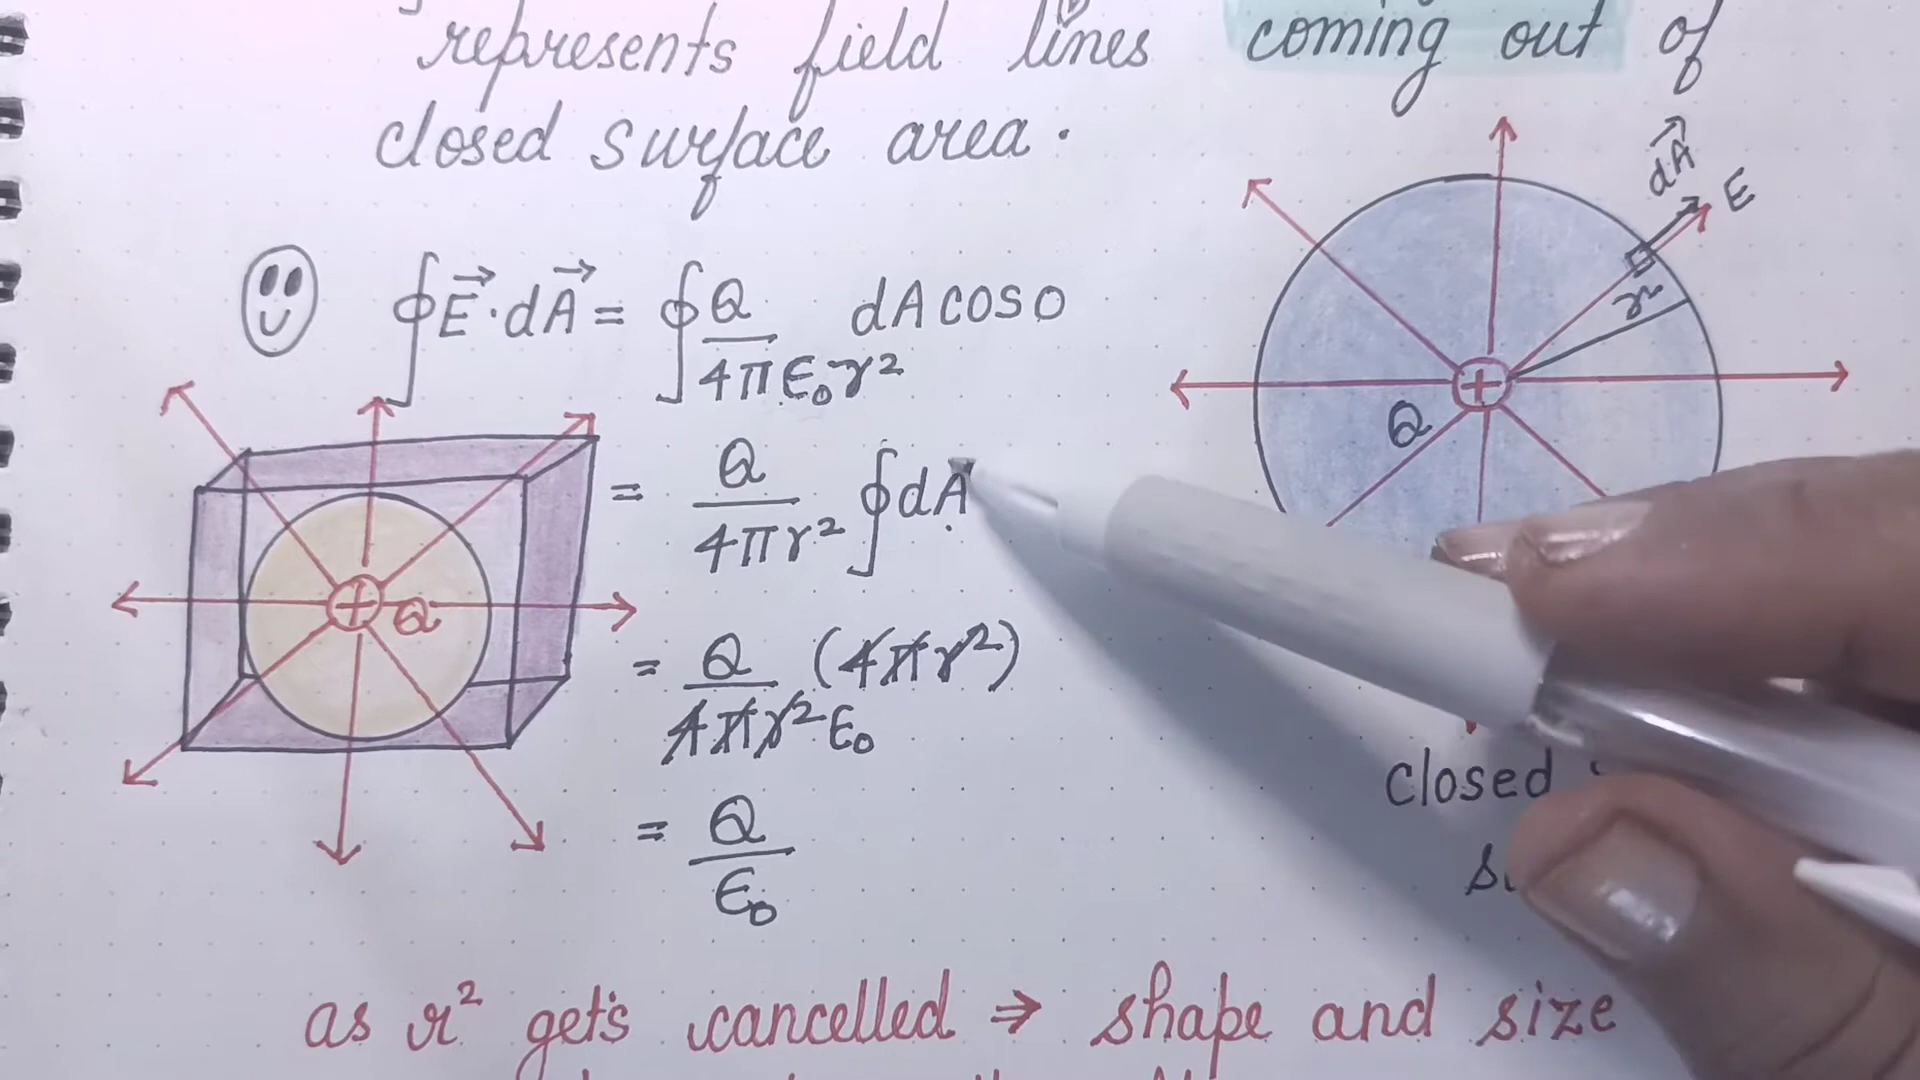 represents field lines coming out of
closed surface area.
∮E⃗·dA⃗ = ∮ Q/4πε₀r² dA cos0
= Q/4πr² ∮dA
= Q/4πr²ε₀ (4πr²)
= Q/ε₀
Q
dA⃗
E
r
Q
closed
as r² gets cancelled ⇒ shape and size